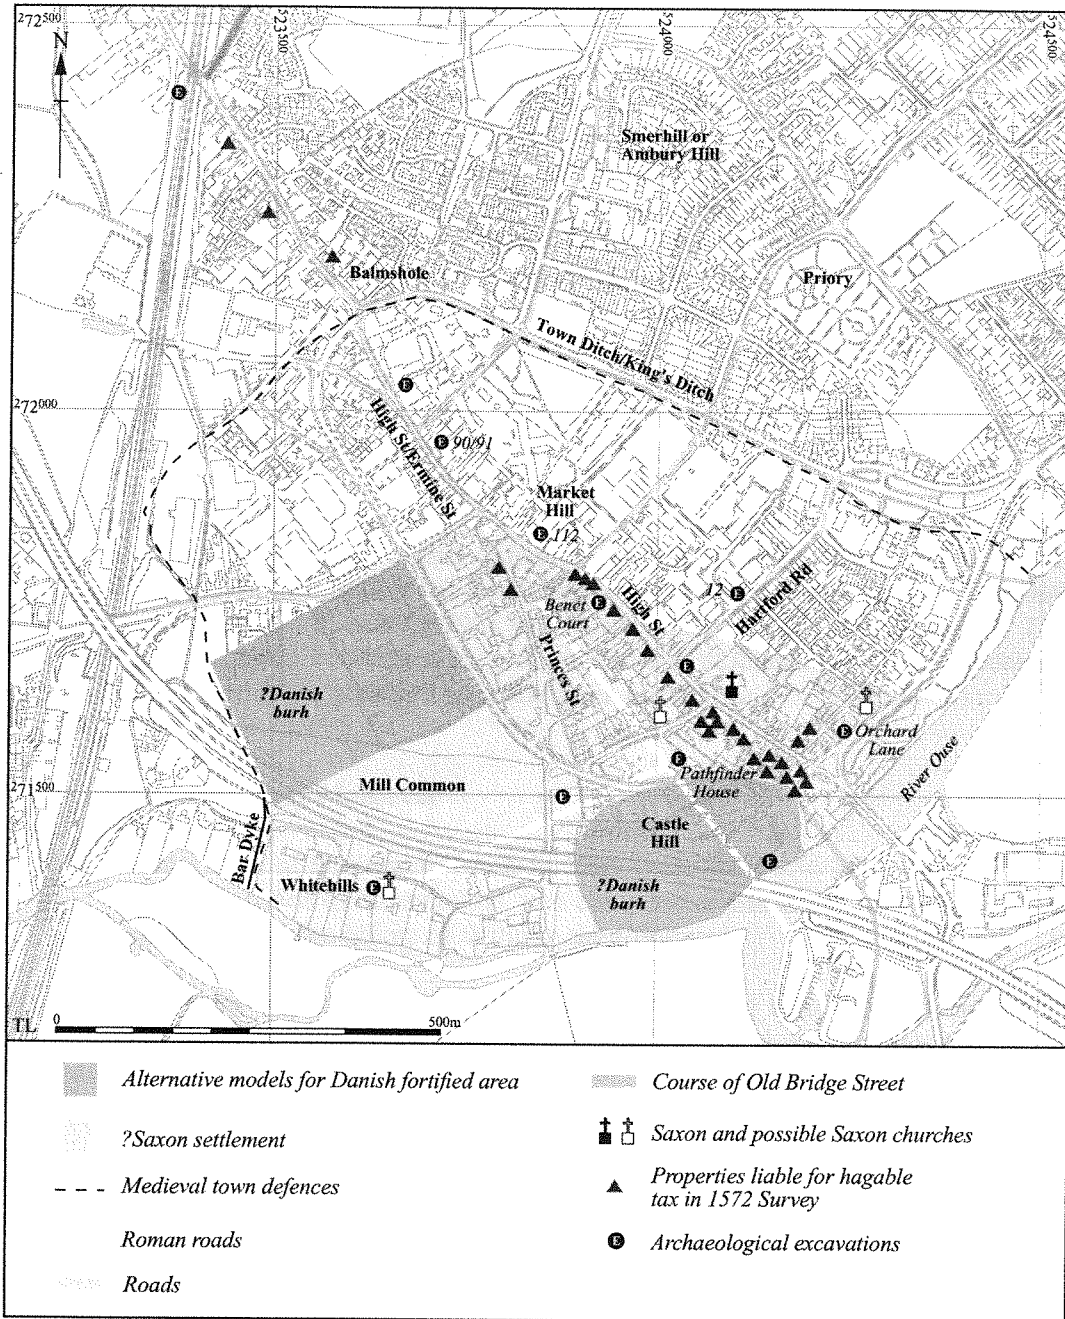 272500
523500
524000
524500
N
E
Smerhill or
Ambury Hill
Balmshole
Priory
Town Ditch/King's Ditch
272000
E
High St/Ermine St
E 90/91
Market
Hill
E 112
Benet
Court
E
High St
12 E
Hartford Rd
Princes St
E
?Danish
burh
E Orchard
Lane
E
Pathfinder
House
River Ouse
271500
Mill Common
E
Castle
Hill
Bar Dyke
Whitehills E
?Danish
burh
E
TL
0
500m
Alternative models for Danish fortified area
?Saxon settlement
Medieval town defences
Roman roads
Roads
Course of Old Bridge Street
Saxon and possible Saxon churches
Properties liable for hagable
tax in 1572 Survey
E Archaeological excavations